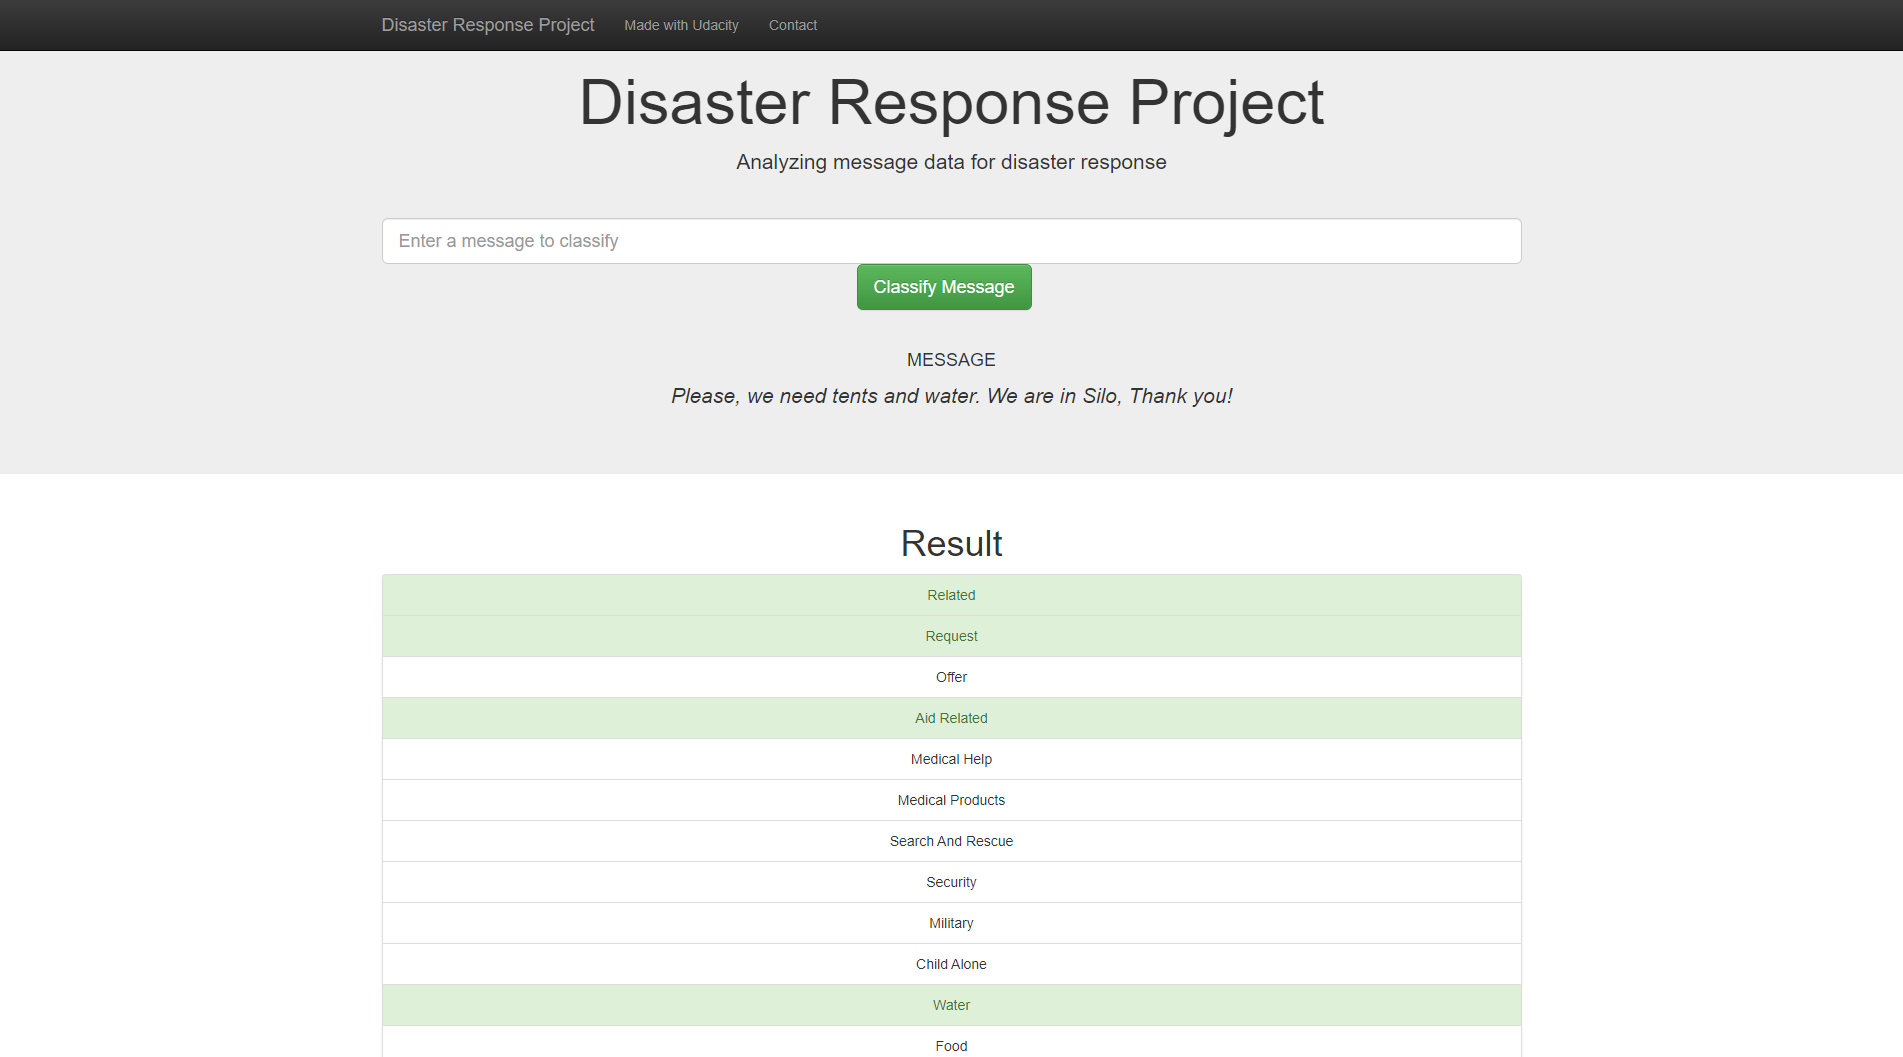 Disaster Response Project Made with Udacity Contact
Disaster Response Project
Analyzing message data for disaster response
Enter a message to classify
Classify Message
MESSAGE
Please, we need tents and water. We are in Silo, Thank you!
Result
Related
Request
Offer
Aid Related
Medical Help
Medical Products
Search And Rescue
Security
Military
Child Alone
Water
Food